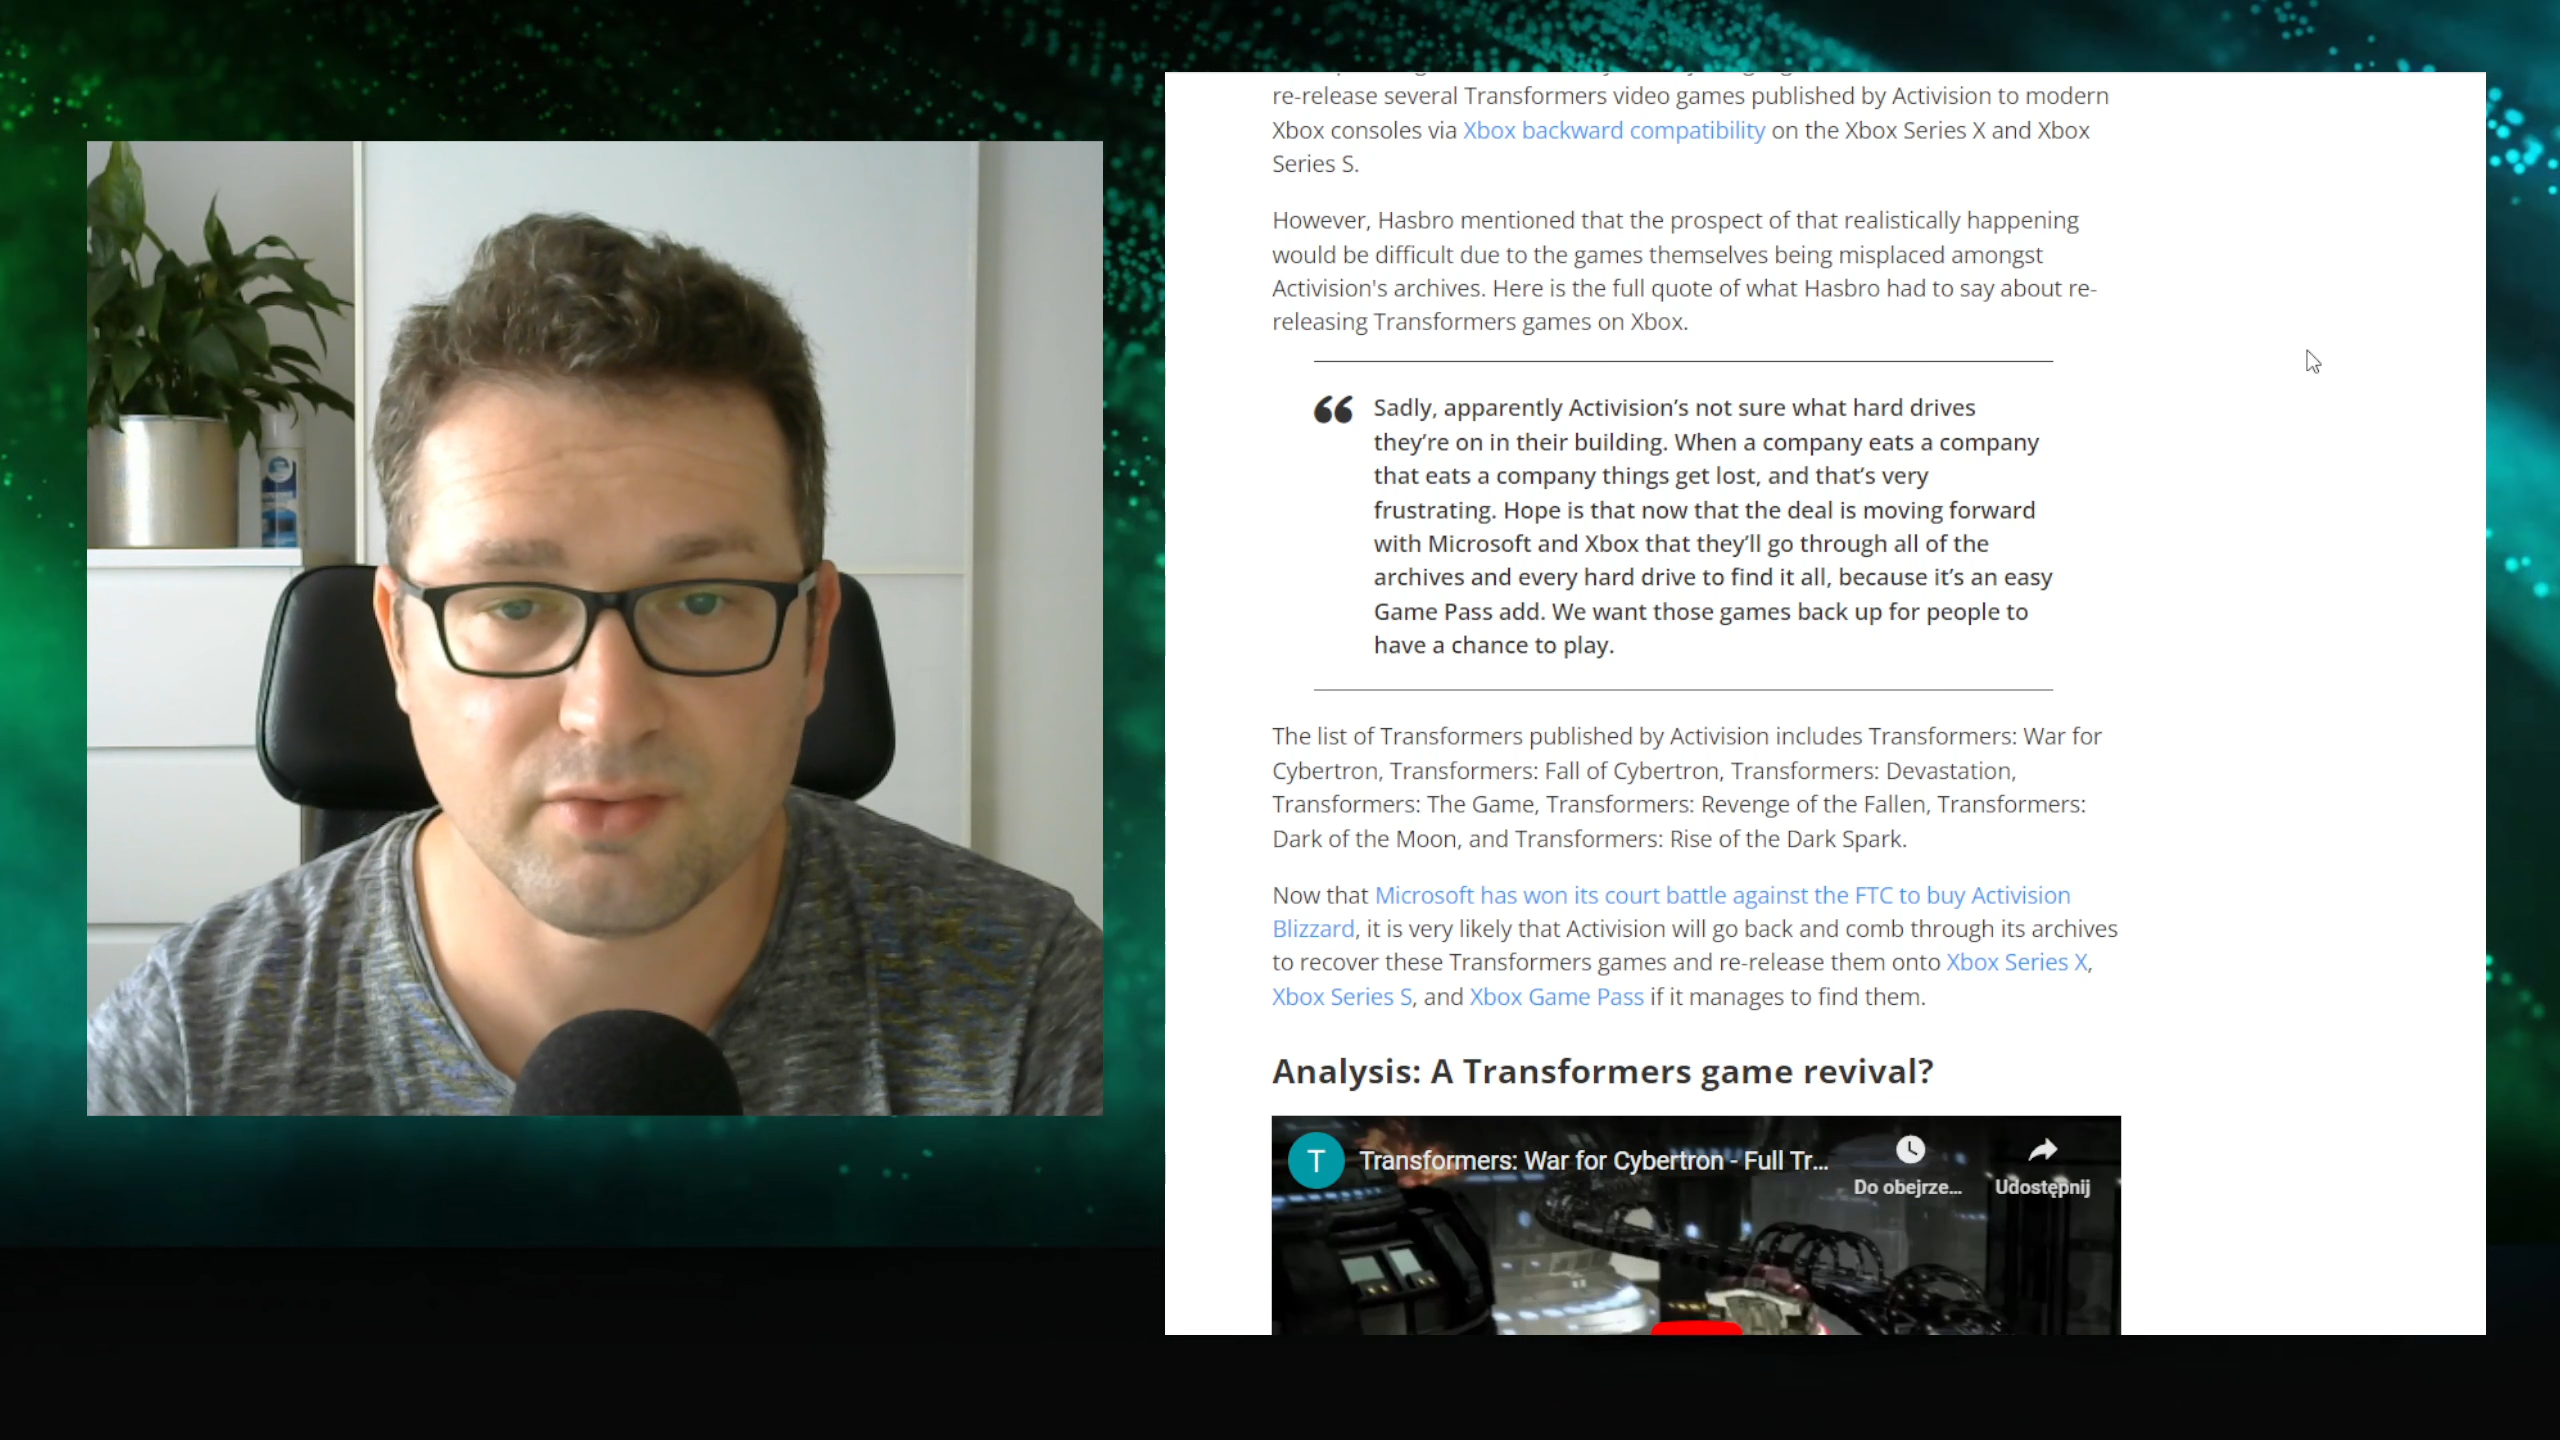 re-release several Transformers video games published by Activision to modern
Xbox consoles via Xbox backward compatibility on the Xbox Series X and Xbox
Series S.
However, Hasbro mentioned that the prospect of that realistically happening
would be difficult due to the games themselves being misplaced amongst
Activision's archives. Here is the full quote of what Hasbro had to say about re-
releasing Transformers games on Xbox.
“ Sadly, apparently Activision’s not sure what hard drives
they’re on in their building. When a company eats a company
that eats a company things get lost, and that’s very
frustrating. Hope is that now that the deal is moving forward
with Microsoft and Xbox that they’ll go through all of the
archives and every hard drive to find it all, because it’s an easy
Game Pass add. We want those games back up for people to
have a chance to play.
The list of Transformers published by Activision includes Transformers: War for
Cybertron, Transformers: Fall of Cybertron, Transformers: Devastation,
Transformers: The Game, Transformers: Revenge of the Fallen, Transformers:
Dark of the Moon, and Transformers: Rise of the Dark Spark.
Now that Microsoft has won its court battle against the FTC to buy Activision
Blizzard, it is very likely that Activision will go back and comb through its archives
to recover these Transformers games and re-release them onto Xbox Series X,
Xbox Series S, and Xbox Game Pass if it manages to find them.
Analysis: A Transformers game revival?
T Transformers: War for Cybertron - Full Tr...
Do obejrze... Udostępnij